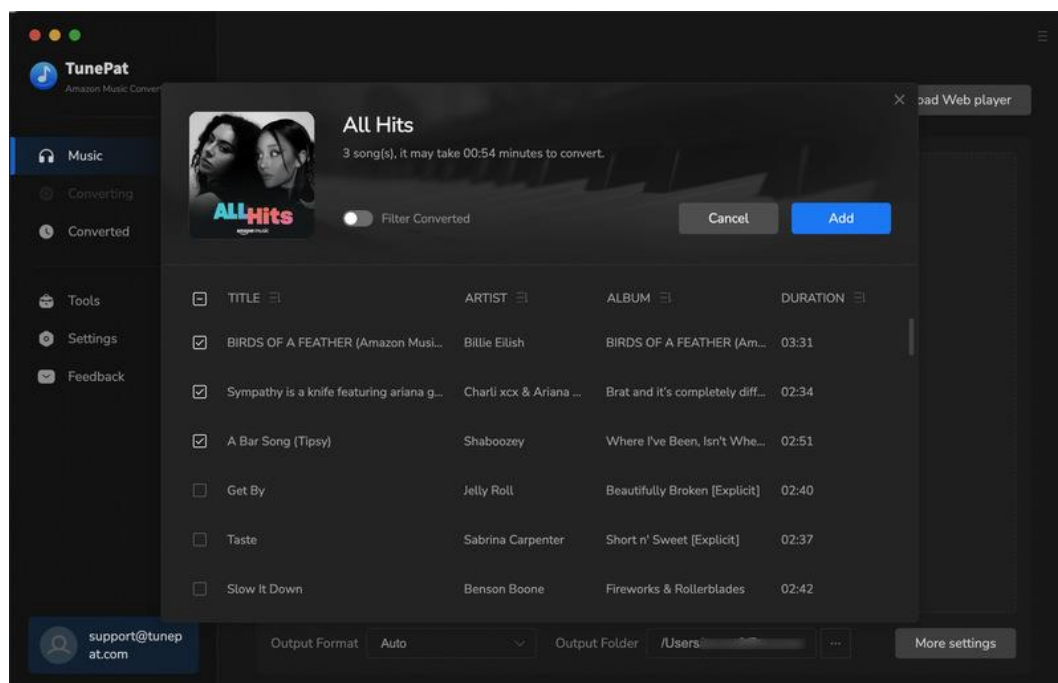 TunePat
Amazon Music Conver
oad Web player
All Hits
3 song(s), it may take 00:54 minutes to convert.
ALL Hits
amazon music
Filter Converted
Cancel
Add
Music
Converting
Converted
Tools
Settings
Feedback
TITLE ARTIST ALBUM DURATION
BIRDS OF A FEATHER (Amazon Musi... Billie Eilish BIRDS OF A FEATHER (Am... 03:31
Sympathy is a knife featuring ariana g... Charli xcx & Ariana ... Brat and it's completely diff... 02:34
A Bar Song (Tipsy) Shaboozey Where I've Been, Isn't Whe... 02:51
Get By Jelly Roll Beautifully Broken [Explicit] 02:40
Taste Sabrina Carpenter Short n' Sweet [Explicit] 02:37
Slow It Down Benson Boone Fireworks & Rollerblades 02:42
support@tunep
at.com
Output Format Auto Output Folder /Users ... More settings